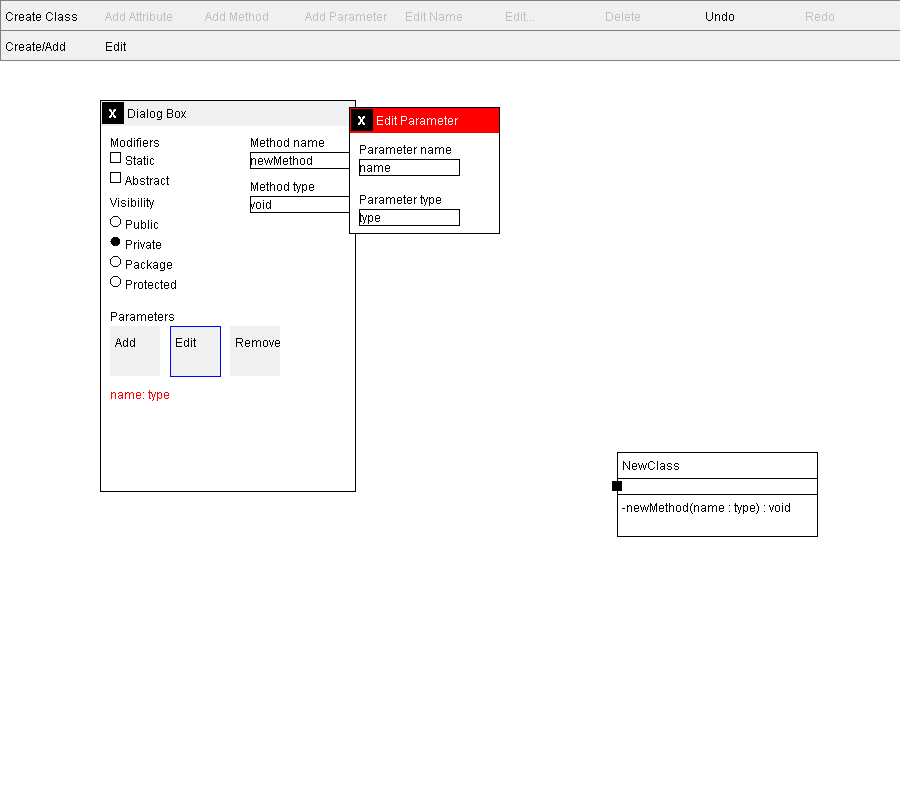 Create Class Add Attribute Add Method Add Parameter Edit Name Edit... Delete Undo Redo
Create/Add Edit
X Dialog Box
Modifiers
Static
Abstract
Visibility
Public
Private
Package
Protected
Method name
newMethod
Method type
void
Parameters
Add Edit Remove
name: type
X Edit Parameter
Parameter name
name
Parameter type
type
NewClass
-newMethod(name : type) : void